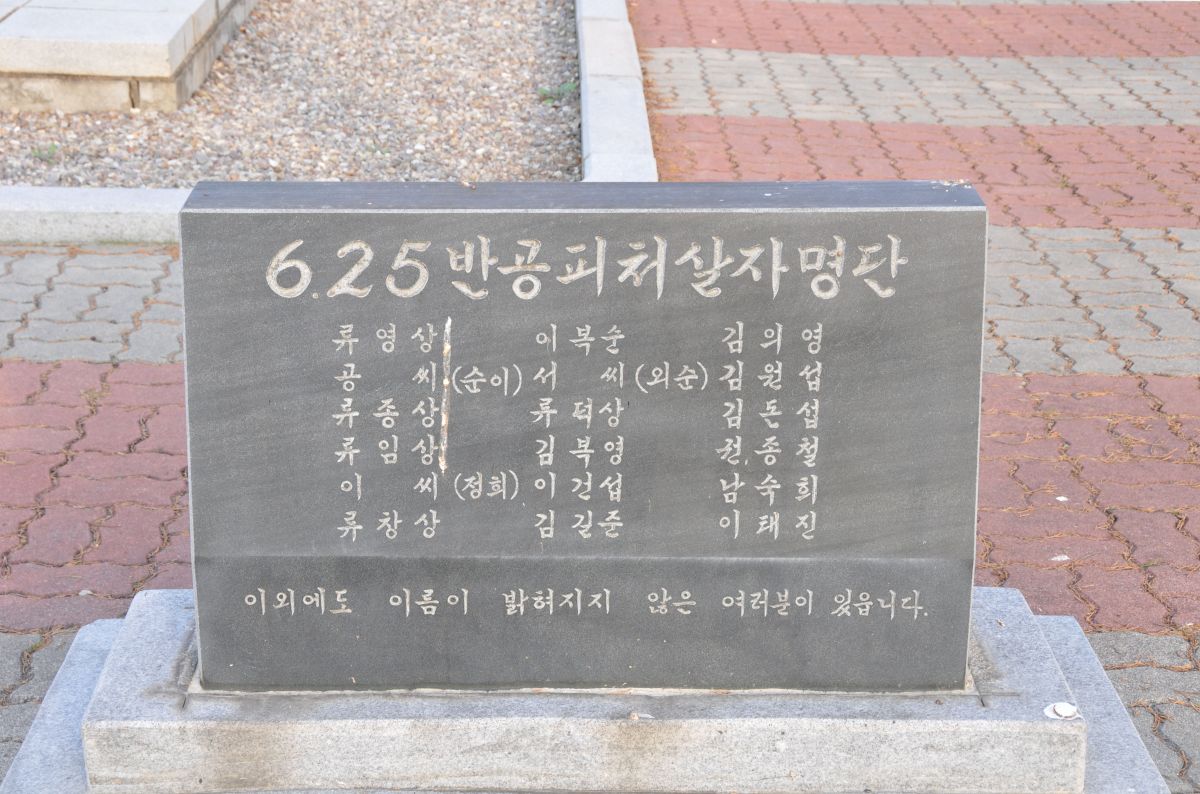 6.25반공피처살자명단
류영상 이복순 김의영
공 씨(순이) 서 씨(외순) 김원섭
류종상 류덕상 김돈섭
류임상 김복영 권종철
이 씨(정희) 이건섭 남숙희
류창상 김길준 이태진
이외에도 이름이 밝혀지지 않은 여러분이 있읍니다.